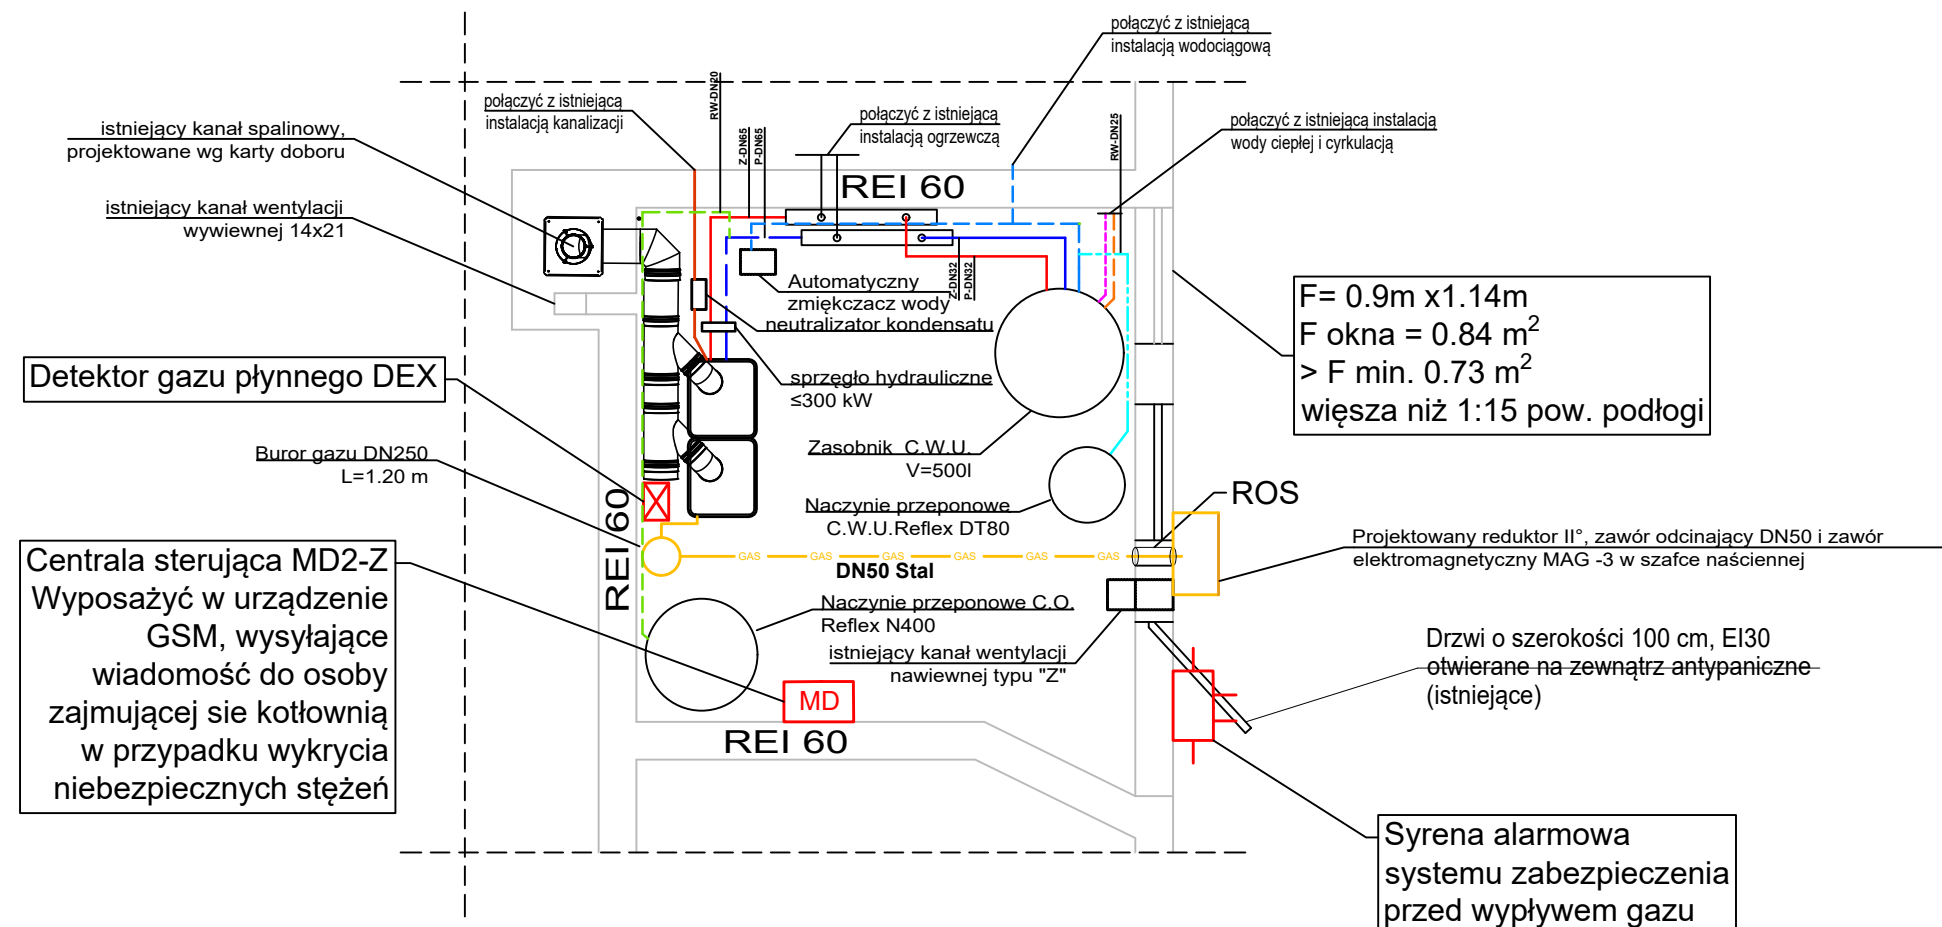 połączyć z istniejącą
instalacją wodociągową
połączyć z istniejącą
instalacją kanalizacji
RW-DN20
Z-DN65
P-DN65
połączyć z istniejącą
instalacją ogrzewczą
RW-DN25
połączyć z istniejącą instalacją
wody ciepłej i cyrkulacją
istniejący kanał spalinowy,
projektowane wg karty doboru
istniejący kanał wentylacji
wywiewnej 14x21
REI 60
Automatyczny
zmiękczacz wody
Z-DN32
P-DN32
neutralizator kondensatu
F= 0.9m x1.14m
F okna = 0.84 m²
> F min. 0.73 m²
więsza niż 1:15 pow. podłogi
Detektor gazu płynnego DEX
sprzęgło hydrauliczne
≤300 kW
Buror gazu DN250
L=1.20 m
Zasobnik C.W.U.
V=500l
Naczynie przeponowe
C.W.U.Reflex DT80
ROS
REI 60
Projektowany reduktor II°, zawór odcinający DN50 i zawór
elektromagnetyczny MAG -3 w szafce naściennej
GAS GAS GAS GAS GAS GAS
DN50 Stal
Centrala sterująca MD2-Z
Wyposażyć w urządzenie
GSM, wysyłające
wiadomość do osoby
zajmującej sie kotłownią
w przypadku wykrycia
niebezpiecznych stężeń
Naczynie przeponowe C.O.
Reflex N400
istniejący kanał wentylacji
nawiewnej typu "Z"
Drzwi o szerokości 100 cm, EI30
otwierane na zewnątrz antypaniczne
(istniejące)
MD
REI 60
Syrena alarmowa
systemu zabezpieczenia
przed wypływem gazu